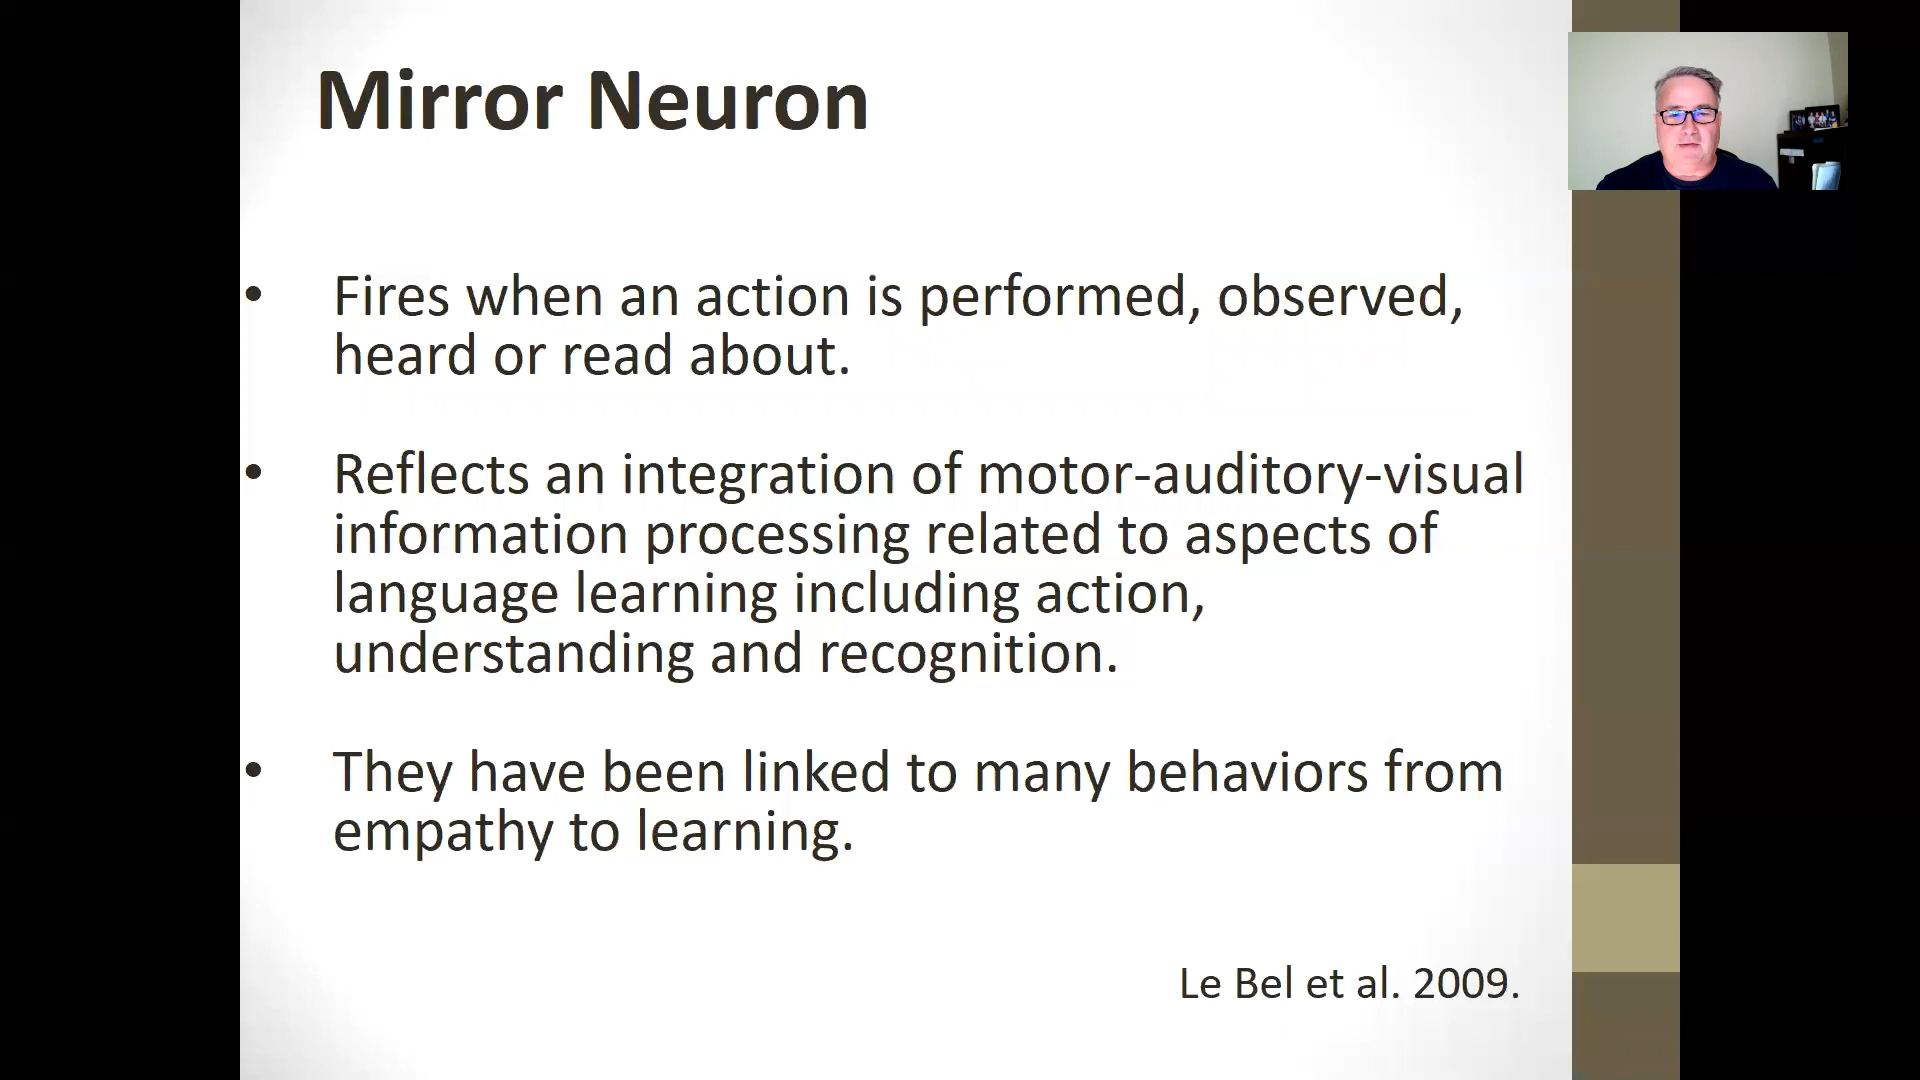 Mirror Neuron
• Fires when an action is performed, observed,
heard or read about.
• Reflects an integration of motor-auditory-visual
information processing related to aspects of
language learning including action,
understanding and recognition.
• They have been linked to many behaviors from
empathy to learning.
Le Bel et al. 2009.